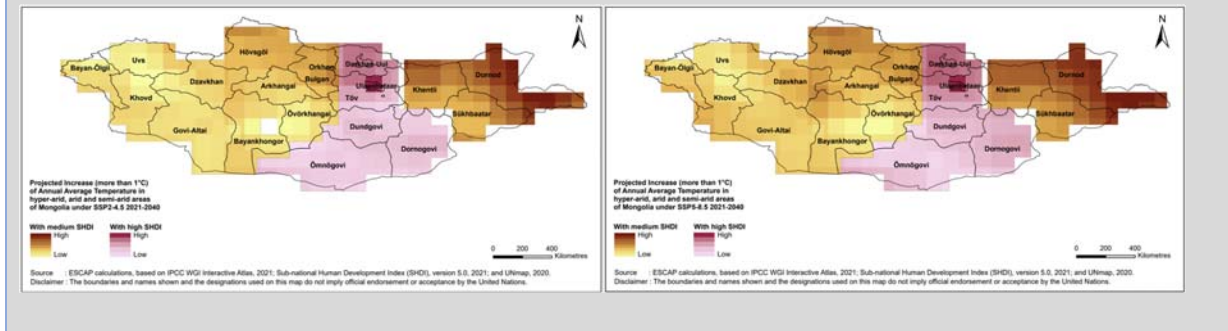 N
Hövsgöl
Uvs
Bayan-Ölgii
Darkhan-Uul
Orkhon
Dzavkhan
Bulgan
Dornod
Khovd
Arkhangai
Ulaanbaatar
Khentii
Töv
Övörkhangai
Sükhbaatar
Govi-Altai
Dundgovi
Bayankhongor
Dornogovi
Ömnögovi
Projected Increase (more than 1°C)
of Annual Average Temperature in
hyper-arid, arid and semi-arid areas
of Mongolia under SSP2-4.5 2021-2040
With medium SHDI With high SHDI
High High
Low Low
0 200 400
Kilometres
Source : ESCAP calculations, based on IPCC WGI Interactive Atlas, 2021; Sub-national Human Development Index (SHDI), version 5.0, 2021; and UNmap, 2020.
Disclaimer : The boundaries and names shown and the designations used on this map do not imply official endorsement or acceptance by the United Nations.
N
Hövsgöl
Uvs
Bayan-Ölgii
Darkhan-Uul
Orkhon
Dzavkhan
Bulgan
Dornod
Khovd
Arkhangai
Ulaanbaatar
Khentii
Töv
Övörkhangai
Sükhbaatar
Govi-Altai
Dundgovi
Bayankhongor
Dornogovi
Ömnögovi
Projected Increase (more than 1°C)
of Annual Average Temperature in
hyper-arid, arid and semi-arid areas
of Mongolia under SSP5-8.5 2021-2040
With medium SHDI With high SHDI
High High
Low Low
0 200 400
Kilometres
Source : ESCAP calculations, based on IPCC WGI Interactive Atlas, 2021; Sub-national Human Development Index (SHDI), version 5.0, 2021; and UNmap, 2020.
Disclaimer : The boundaries and names shown and the designations used on this map do not imply official endorsement or acceptance by the United Nations.